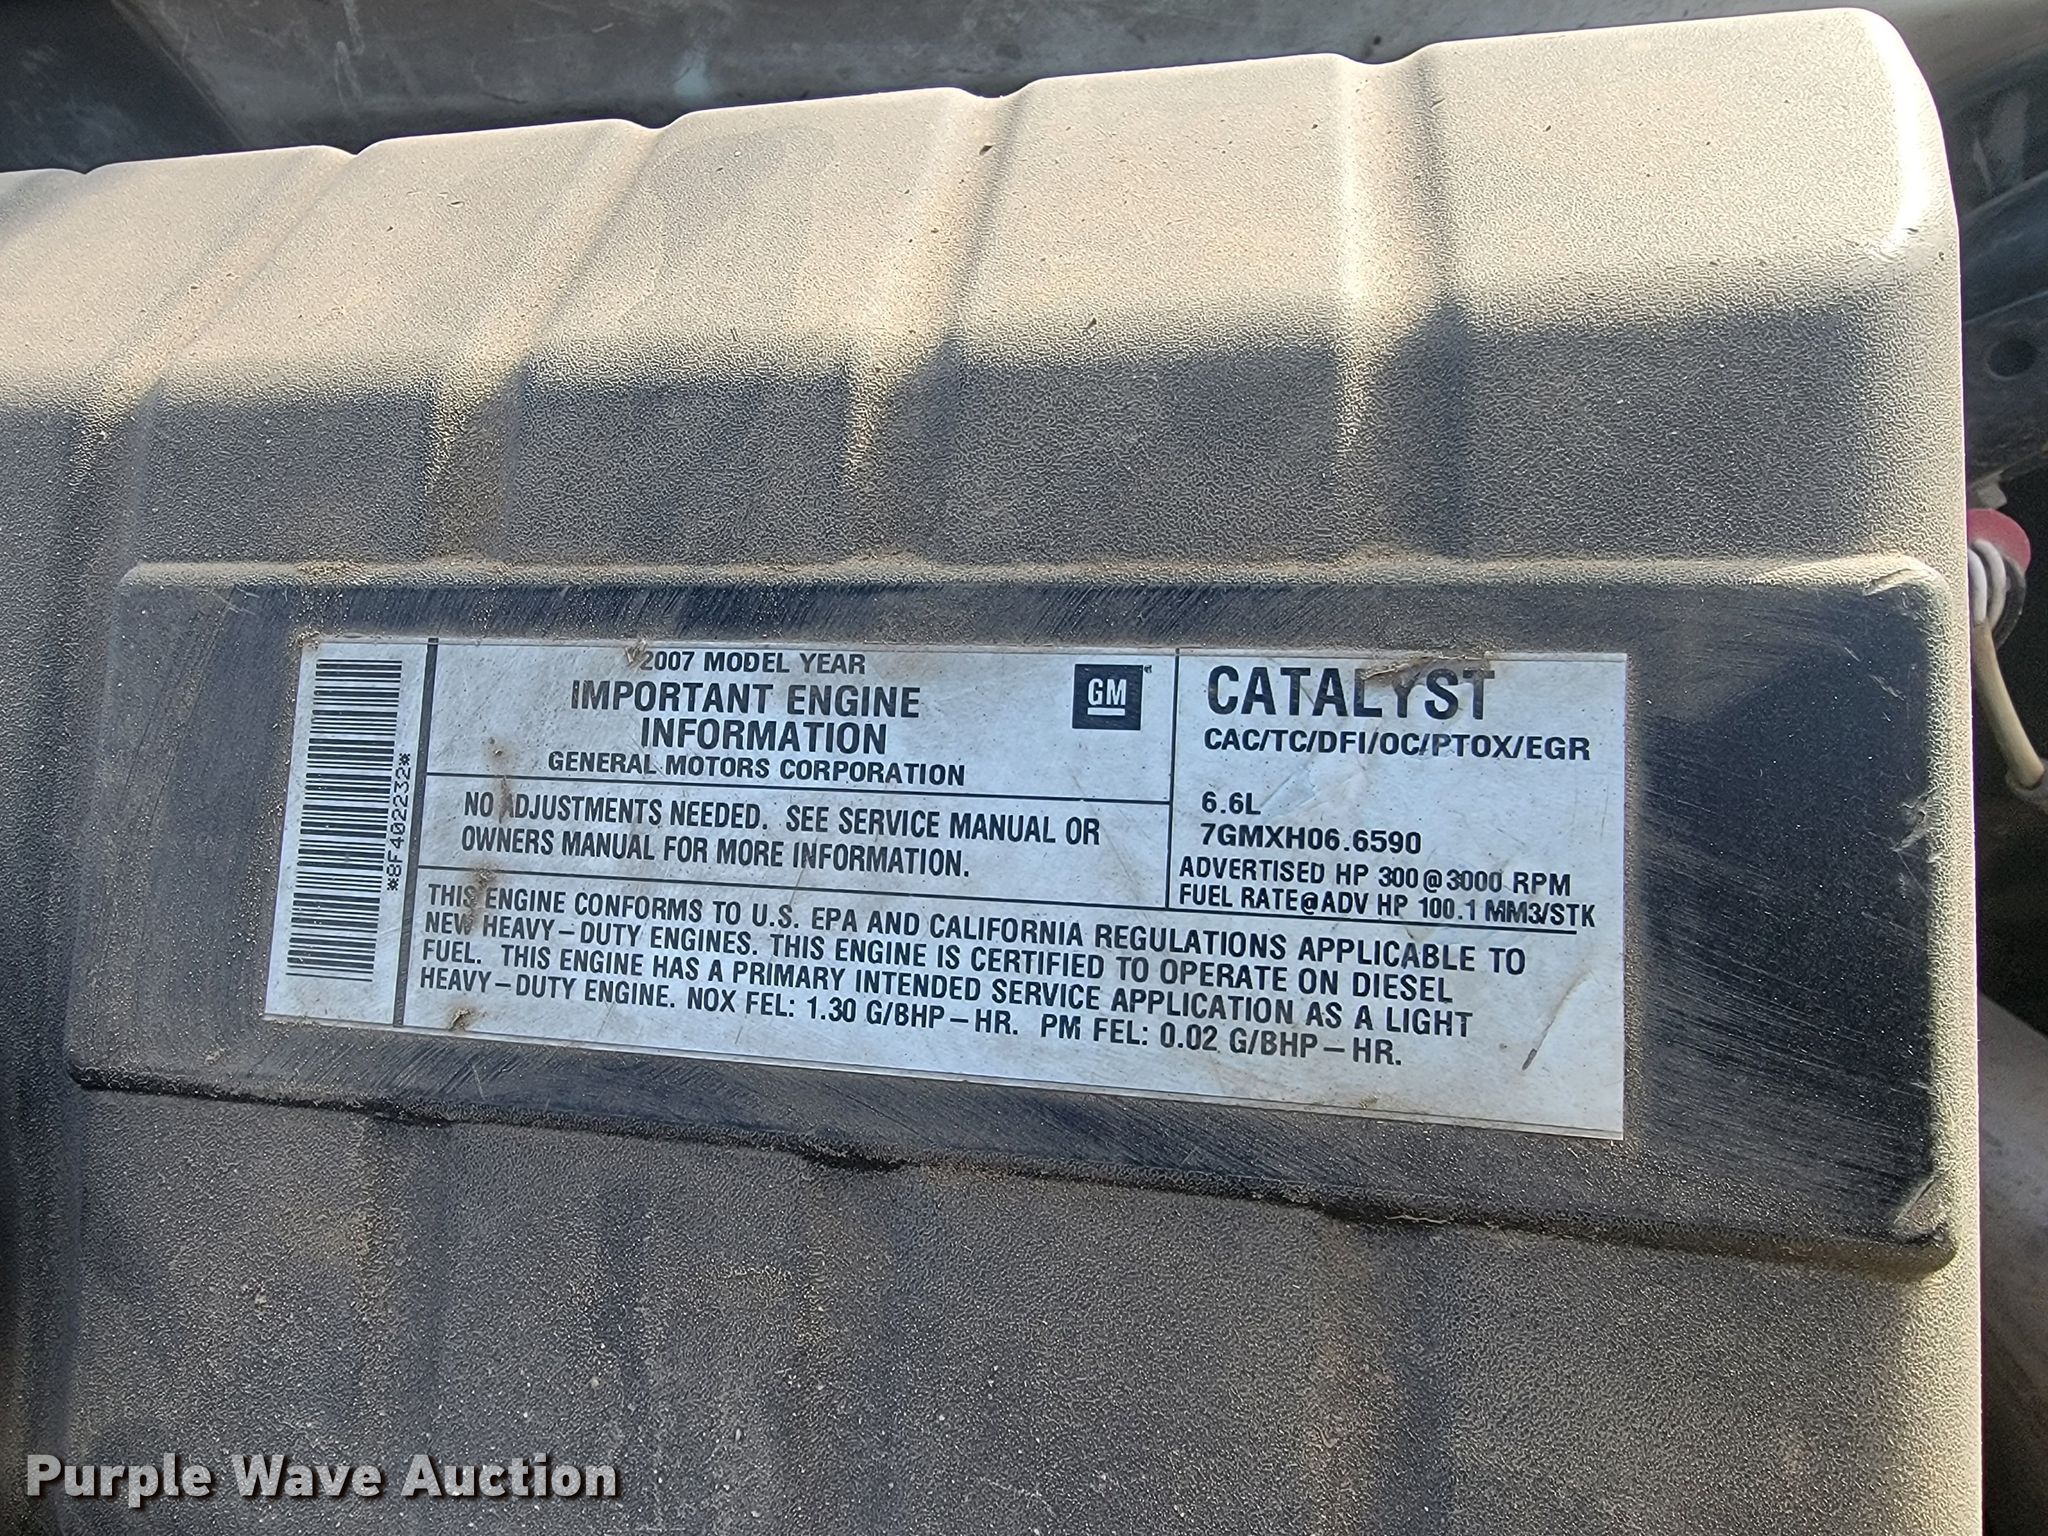 *8F402232*
2007 MODEL YEAR
IMPORTANT ENGINE
INFORMATION
GENERAL MOTORS CORPORATION
GM
NO ADJUSTMENTS NEEDED. SEE SERVICE MANUAL OR
OWNERS MANUAL FOR MORE INFORMATION.
CATALYST
CAC/TC/DFI/OC/PTOX/EGR
6.6L
7GMXH06.6590
ADVERTISED HP 300@3000 RPM
FUEL RATE@ADV HP 100.1 MM3/STK
THIS ENGINE CONFORMS TO U.S. EPA AND CALIFORNIA REGULATIONS APPLICABLE TO
NEW HEAVY-DUTY ENGINES. THIS ENGINE IS CERTIFIED TO OPERATE ON DIESEL
FUEL. THIS ENGINE HAS A PRIMARY INTENDED SERVICE APPLICATION AS A LIGHT
HEAVY-DUTY ENGINE. NOX FEL: 1.30 G/BHP-HR. PM FEL: 0.02 G/BHP-HR.
Purple Wave Auction